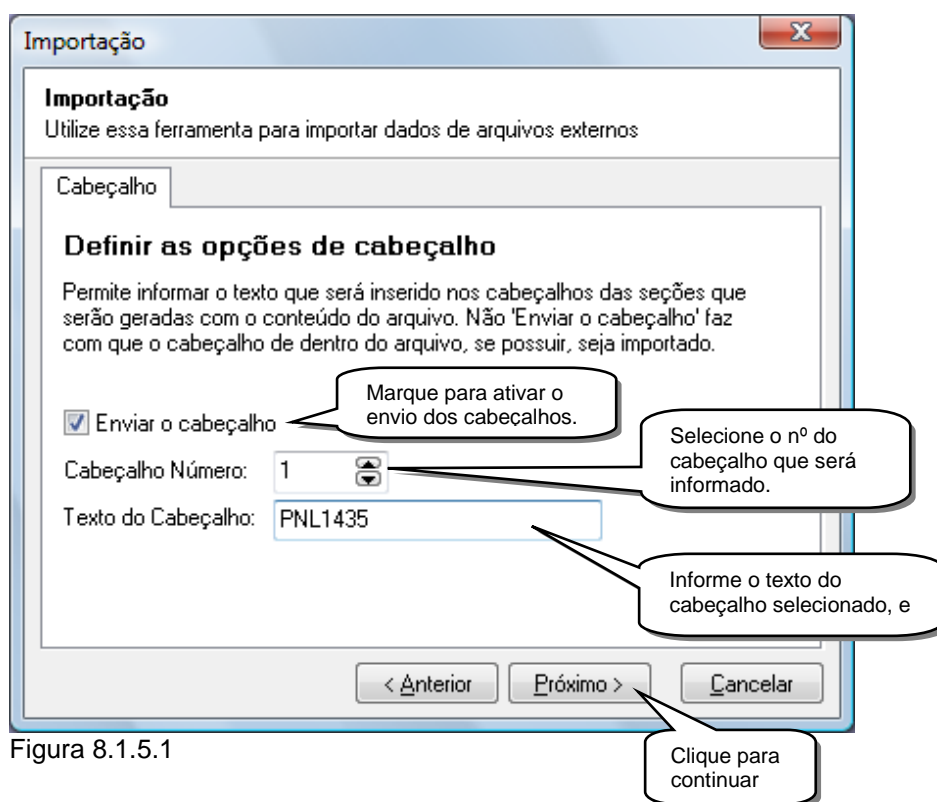 Importação
X
Importação
Utilize essa ferramenta para importar dados de arquivos externos
Cabeçalho
Definir as opções de cabeçalho
Permite informar o texto que será inserido nos cabeçalhos das seções que
serão geradas com o conteúdo do arquivo. Não 'Enviar o cabeçalho' faz
com que o cabeçalho de dentro do arquivo, se possuir, seja importado.
Marque para ativar o
envio dos cabeçalhos.
Enviar o cabeçalho
Selecione o nº do
cabeçalho que será
informado.
Cabeçalho Número: 1
Texto do Cabeçalho: PNL1435
Informe o texto do
cabeçalho selecionado, e
< Anterior Próximo > Cancelar
Figura 8.1.5.1
Clique para
continuar